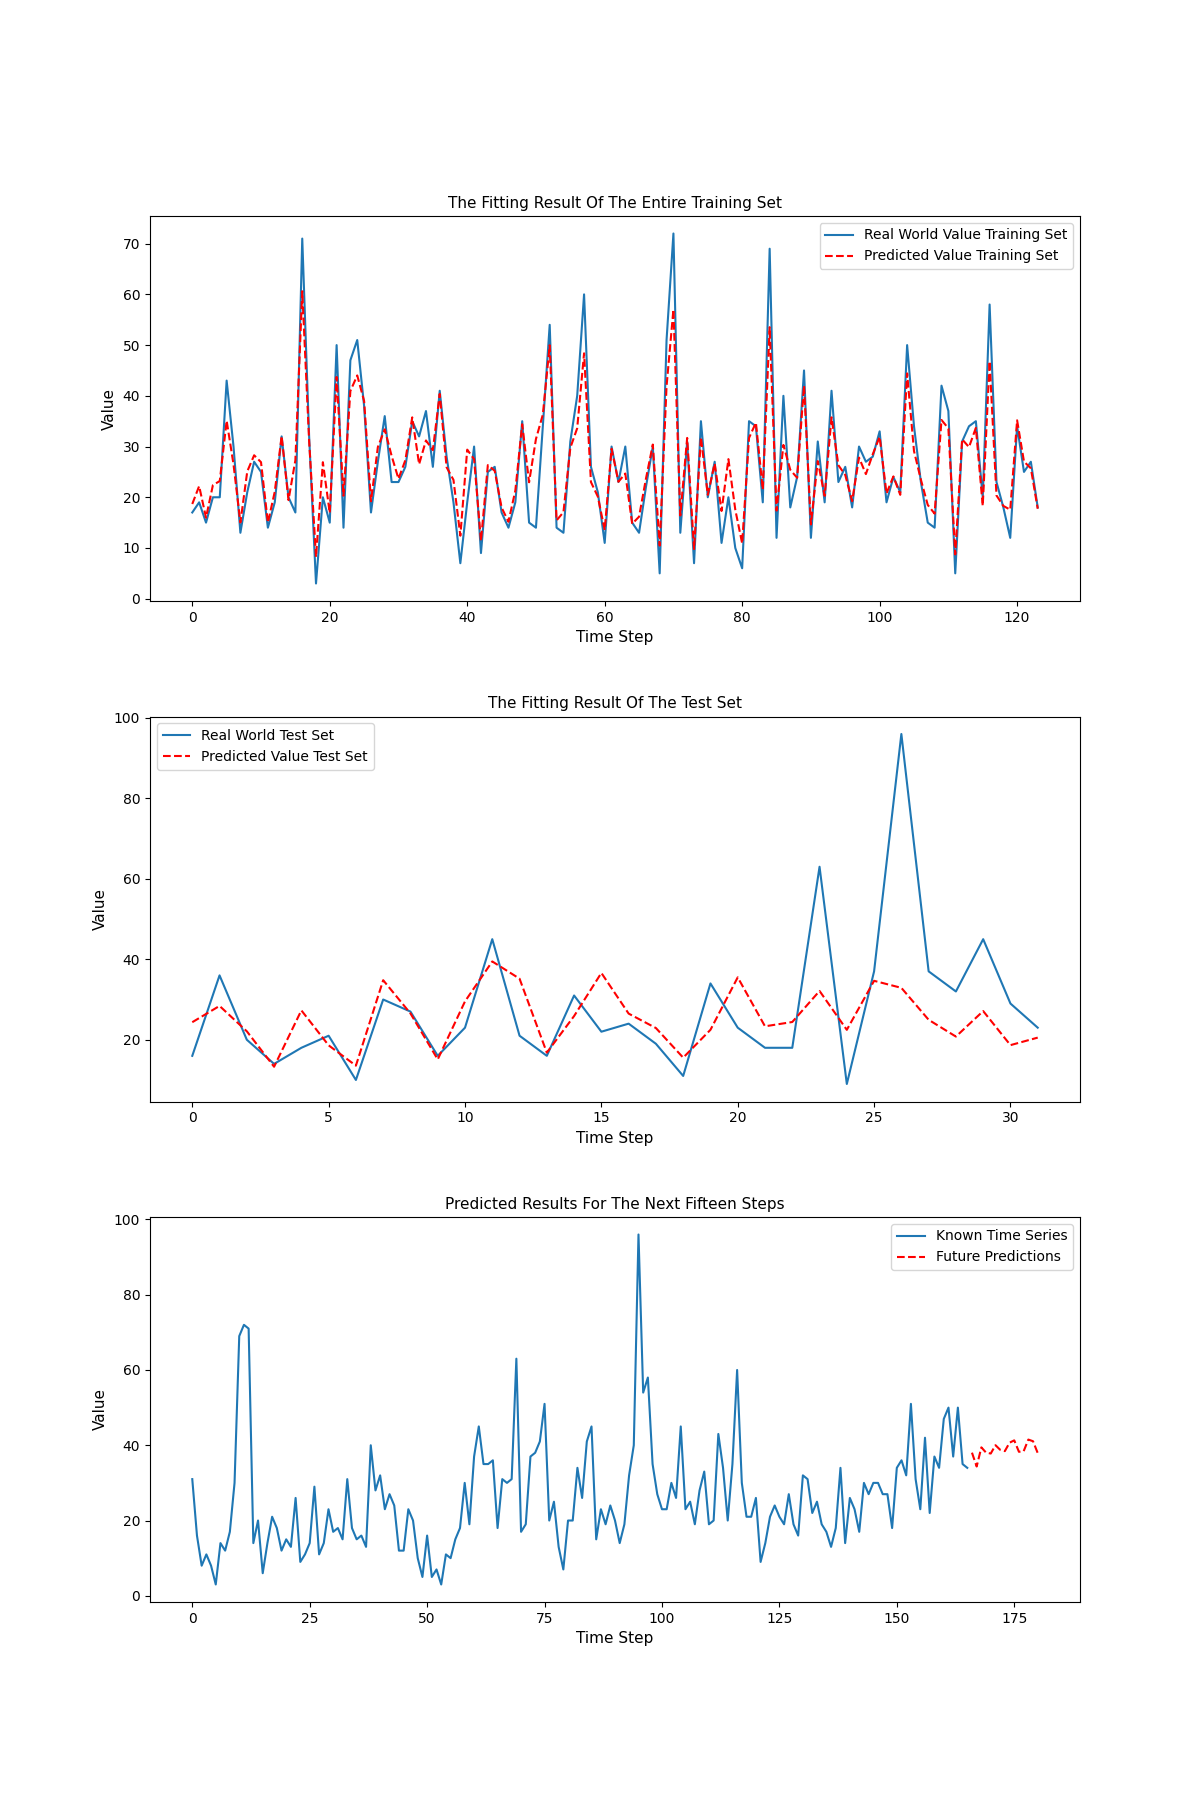 The Fitting Result Of The Entire Training Set
Real World Value Training Set
Predicted Value Training Set
Value
70
60
50
40
30
20
10
0
0 20 40 60 80 100 120
Time Step
The Fitting Result Of The Test Set
Real World Test Set
Predicted Value Test Set
Value
100
80
60
40
20
0 5 10 15 20 25 30
Time Step
Predicted Results For The Next Fifteen Steps
Known Time Series
Future Predictions
Value
100
80
60
40
20
0
0 25 50 75 100 125 150 175
Time Step